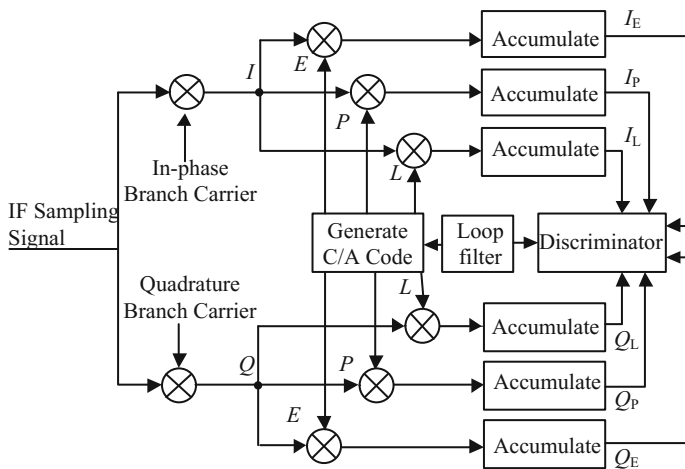 I_E
Accumulate
E
I
I_P
Accumulate
P
I_L
Accumulate
L
In-phase
Branch Carrier
IF Sampling
Signal
Generate
C/A Code
Loop
filter
Discriminator
Quadrature
Branch Carrier
L
Accumulate
Q_L
Q
P
Accumulate
Q_P
E
Accumulate
Q_E